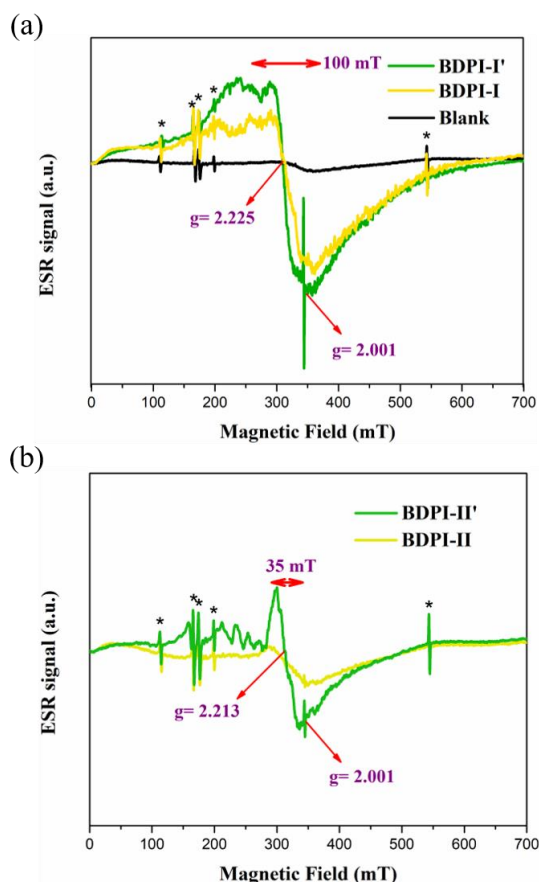 (a)
100 mT
BDPI-I'
BDPI-I
Blank
* * * * *
g= 2.225
g= 2.001
ESR signal (a.u.)
0 100 200 300 400 500 600 700
Magnetic Field (mT)
(b)
BDPI-II'
BDPI-II
35 mT
* * * * *
g= 2.213
g= 2.001
ESR signal (a.u.)
0 100 200 300 400 500 600 700
Magnetic Field (mT)